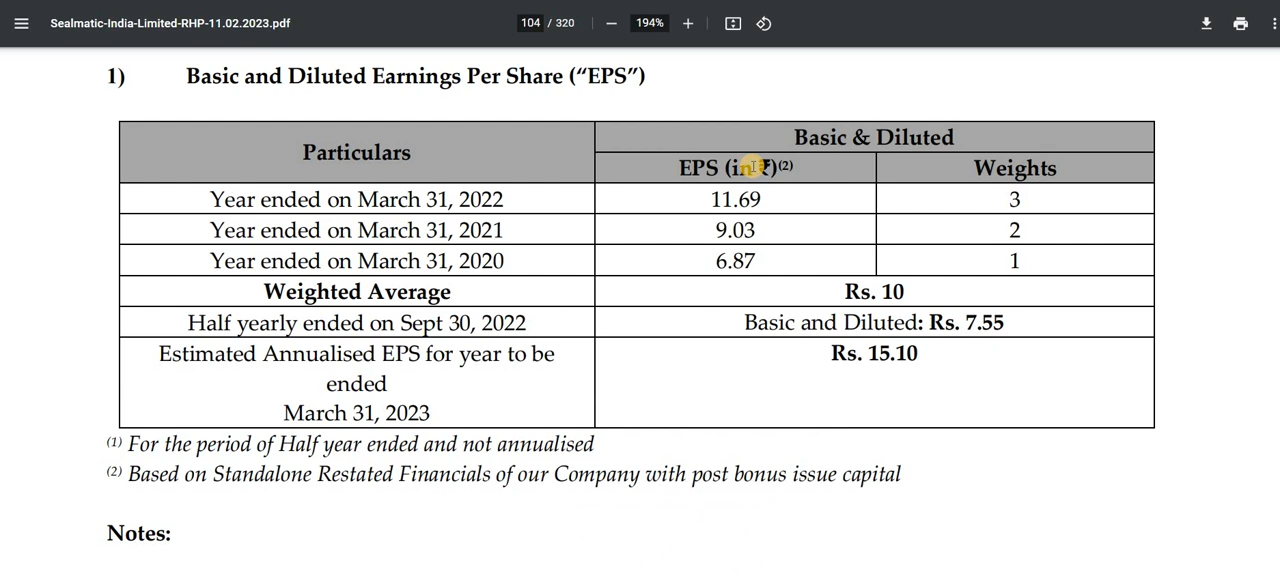 Sealmatic-India-Limited-RHP-11.02.2023.pdf 104 / 320 194%
1) Basic and Diluted Earnings Per Share (“EPS”)
Particulars Basic & Diluted
EPS (in ₹)(2) Weights
Year ended on March 31, 2022 11.69 3
Year ended on March 31, 2021 9.03 2
Year ended on March 31, 2020 6.87 1
Weighted Average Rs. 10
Half yearly ended on Sept 30, 2022 Basic and Diluted: Rs. 7.55
Estimated Annualised EPS for year to be Rs. 15.10
ended
March 31, 2023
(1) For the period of Half year ended and not annualised
(2) Based on Standalone Restated Financials of our Company with post bonus issue capital
Notes: